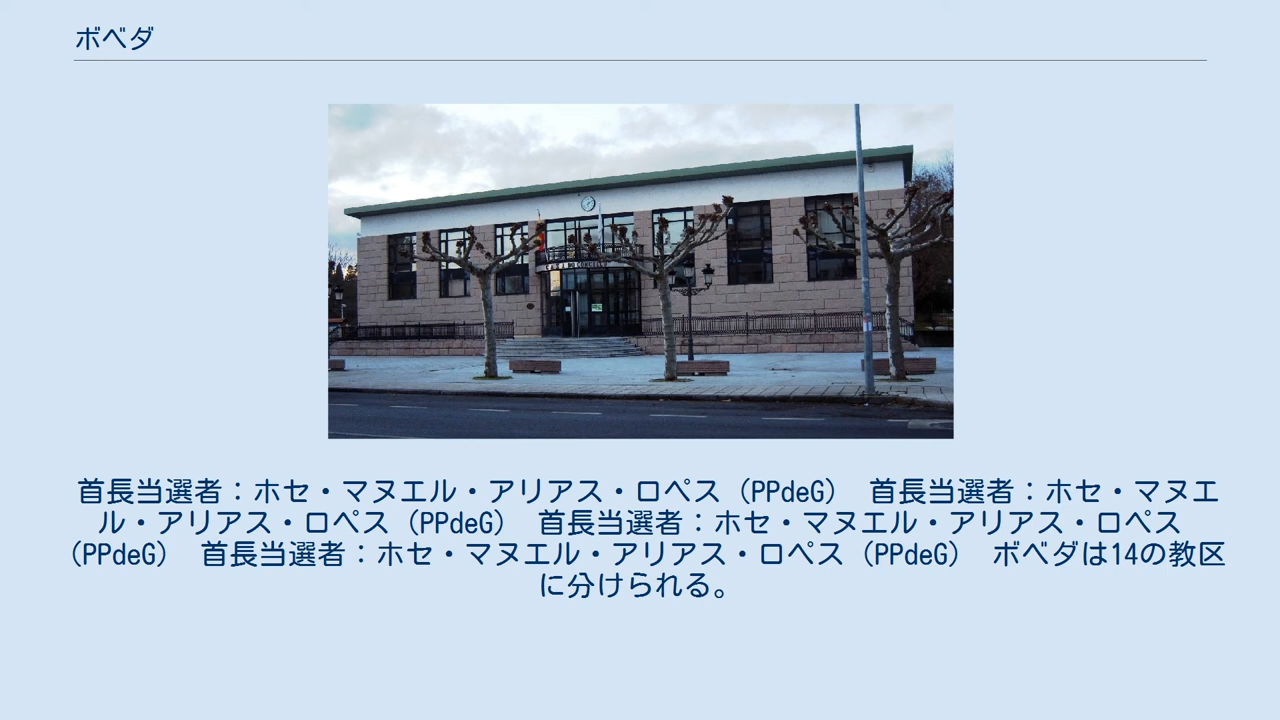 ボベダ
CASA DO CONCELLO
首長当選者：ホセ・マヌエル・アリアス・ロペス（PPdeG） 首長当選者：ホセ・マヌエ
ル・アリアス・ロペス（PPdeG） 首長当選者：ホセ・マヌエル・アリアス・ロペス
（PPdeG） 首長当選者：ホセ・マヌエル・アリアス・ロペス（PPdeG） ボベダは14の教区
に分けられる。